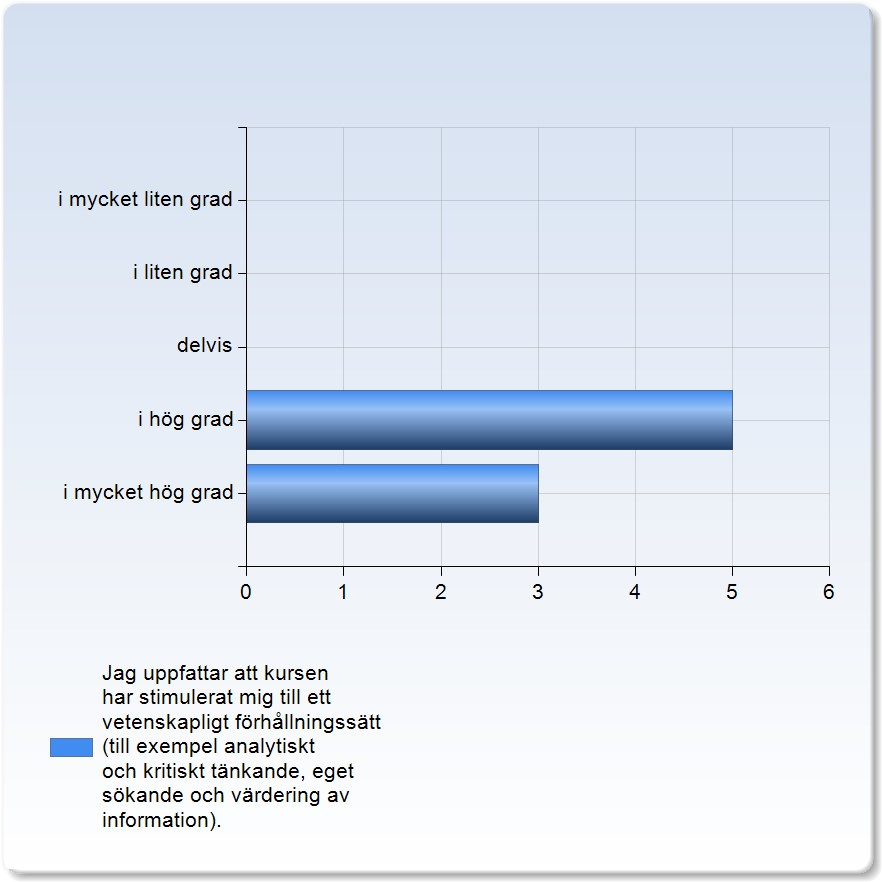 i mycket liten grad
i liten grad
delvis
i hög grad
i mycket hög grad
0 1 2 3 4 5 6
Jag uppfattar att kursen
har stimulerat mig till ett
vetenskapligt förhållningssätt
(till exempel analytiskt
och kritiskt tänkande, eget
sökande och värdering av
information).